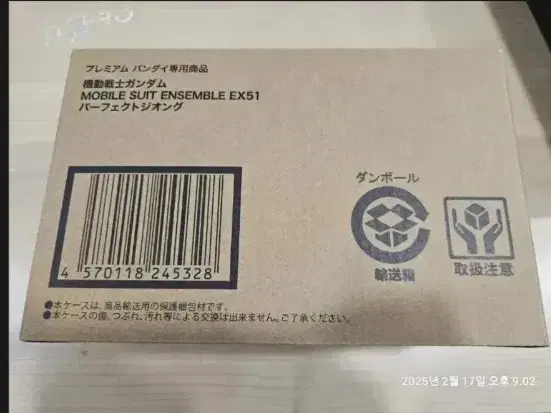 プレミアム バンダイ専用商品
機動戦士ガンダム
MOBILE SUIT ENSEMBLE EX51
パーフェクトジオング
ダンボール
輸送箱
取扱注意
4 570118 245328
●本ケースは、商品輸送用の保護梱包材です。
●本ケースの傷、つぶれ、汚れ等による交換は出来ません。ご了承ください。
2025년 2월 17일 오후 9:02